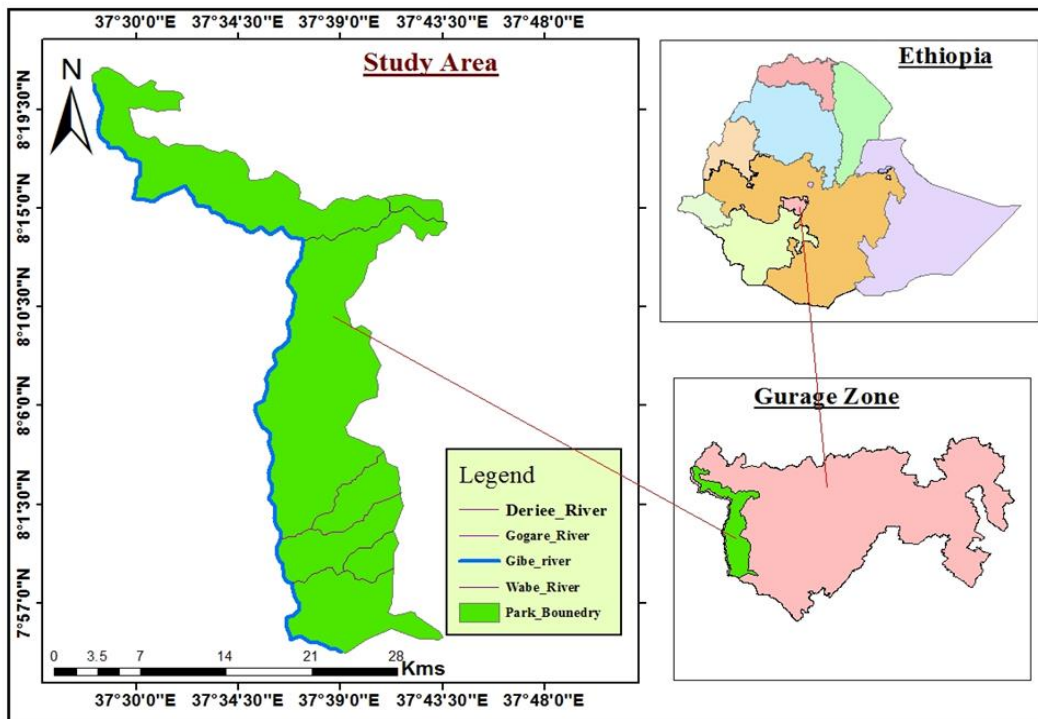 37°30'0"E 37°34'30"E 37°39'0"E 37°43'30"E 37°48'0"E
Study Area
N
8°19'30"N
8°15'0"N
8°10'30"N
8°6'0"N
8°1'30"N
7°57'0"N
Legend
Deriee_River
Gogare_River
Gibe_river
Wabe_River
Park_Bounedry
0 3.5 7 14 21 28
Kms
37°30'0"E 37°34'30"E 37°39'0"E 37°43'30"E 37°48'0"E
Ethiopia
Gurage Zone